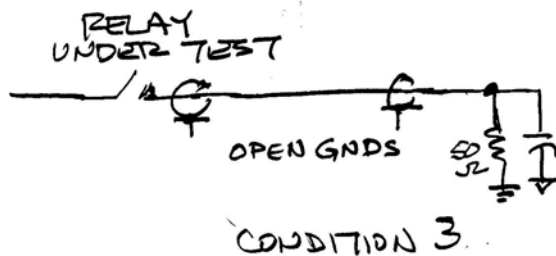 RELAY
UNDER TEST
OPEN GNDS
50
Ω
CONDITION 3